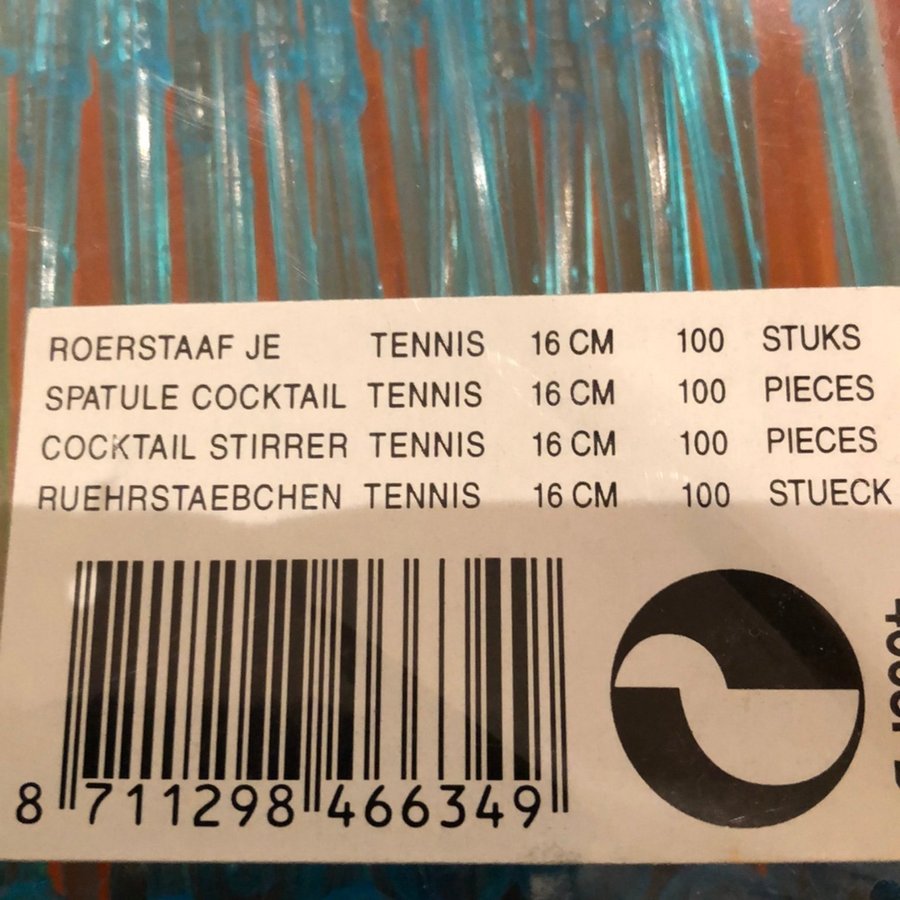 ROERSTAAF JE TENNIS 16 CM 100 STUKS
SPATULE COCKTAIL TENNIS 16 CM 100 PIECES
COCKTAIL STIRRER TENNIS 16 CM 100 PIECES
RUEHRSTAEBCHEN TENNIS 16 CM 100 STUECK
8 711298 466349